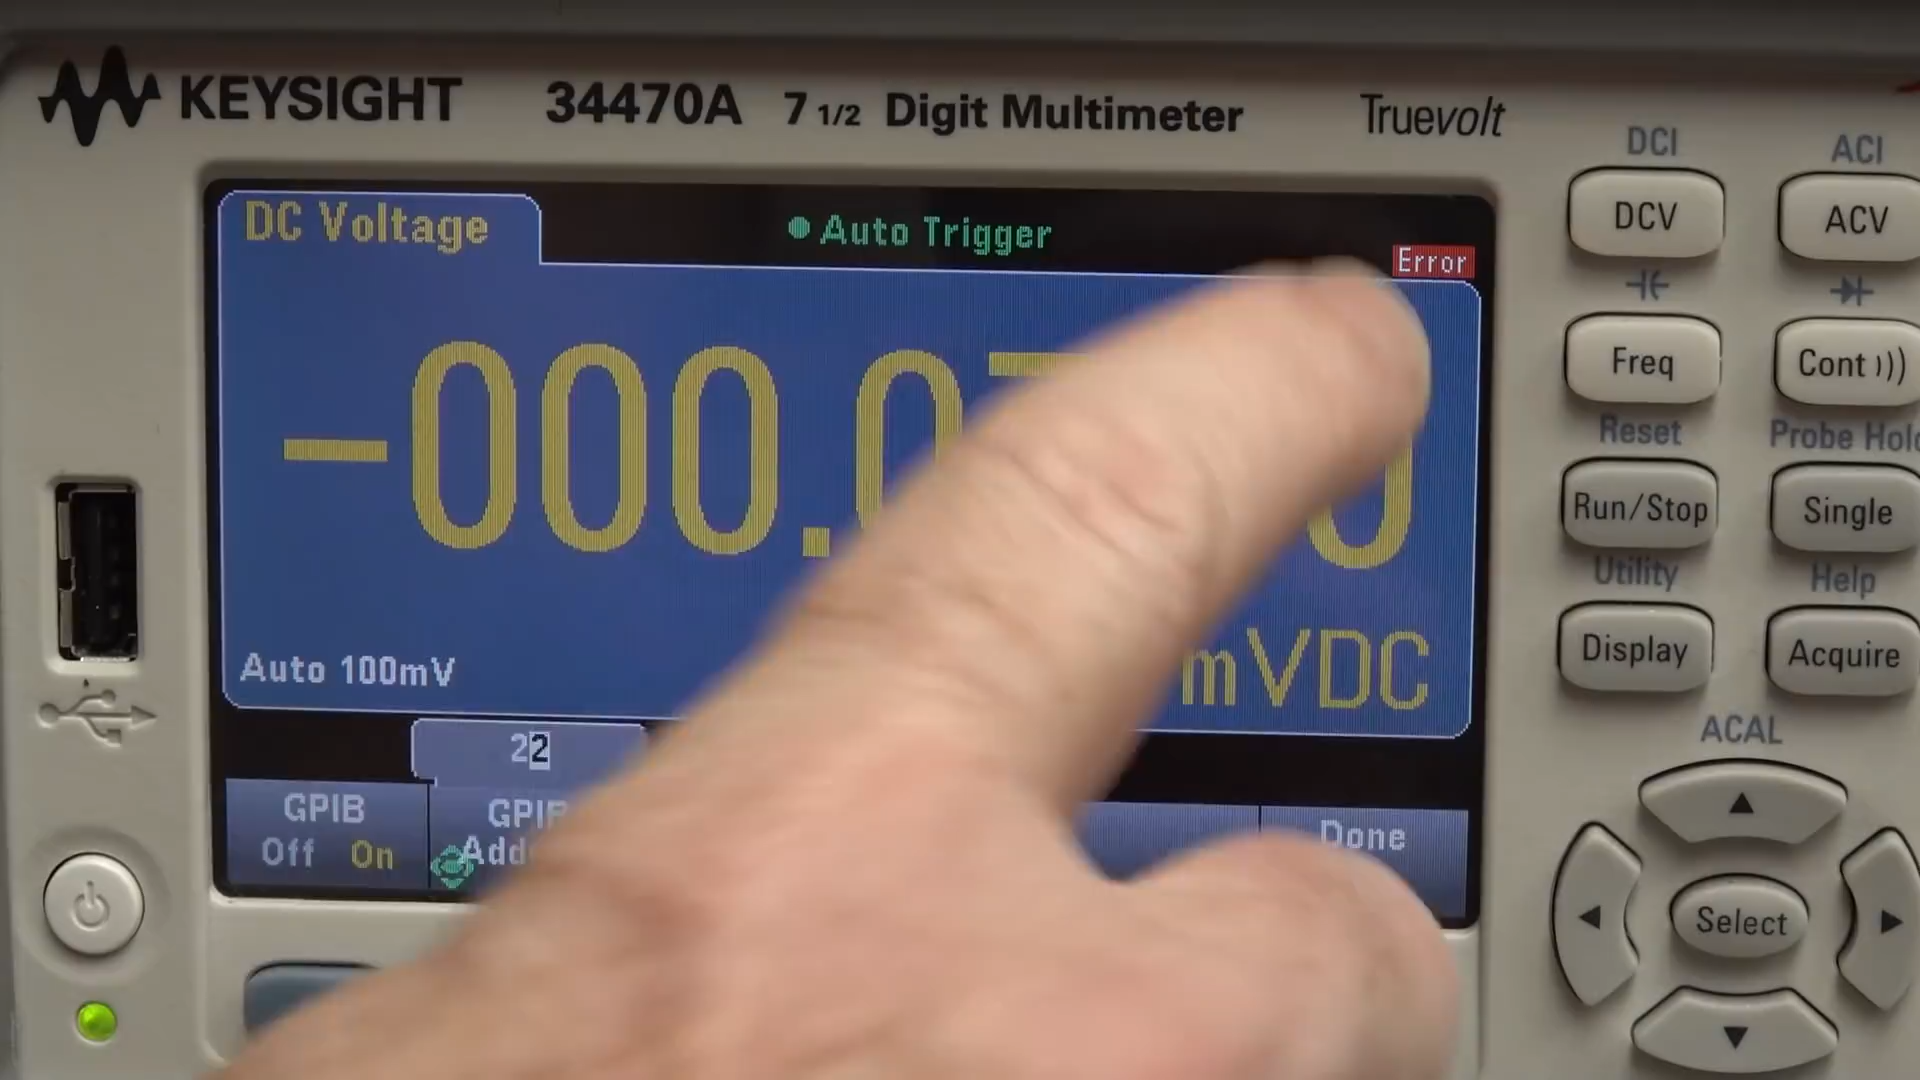 KEYSIGHT 34470A 7 1/2 Digit Multimeter Truevolt
DCI ACI
DC Voltage
Auto Trigger
Error
DCV ACV
Freq Cont
Reset Probe Hold
-000.0
0
Run/Stop Single
Utility Help
Auto 100mV
mVDC
Display Acquire
ACAL
22
GPIB
Off On
GPIB
Done
Select